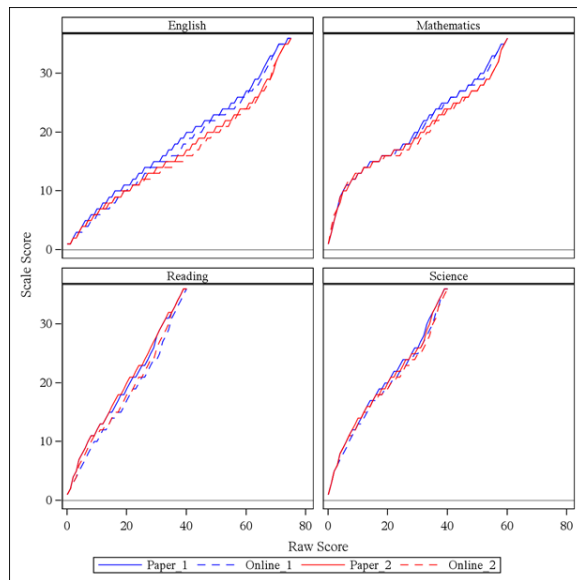 English
Mathematics
30
20
10
0
Reading
Science
30
20
10
0
Scale Score
0 20 40 60 80
0 20 40 60 80
Raw Score
Paper_1 Online_1 Paper_2 Online_2